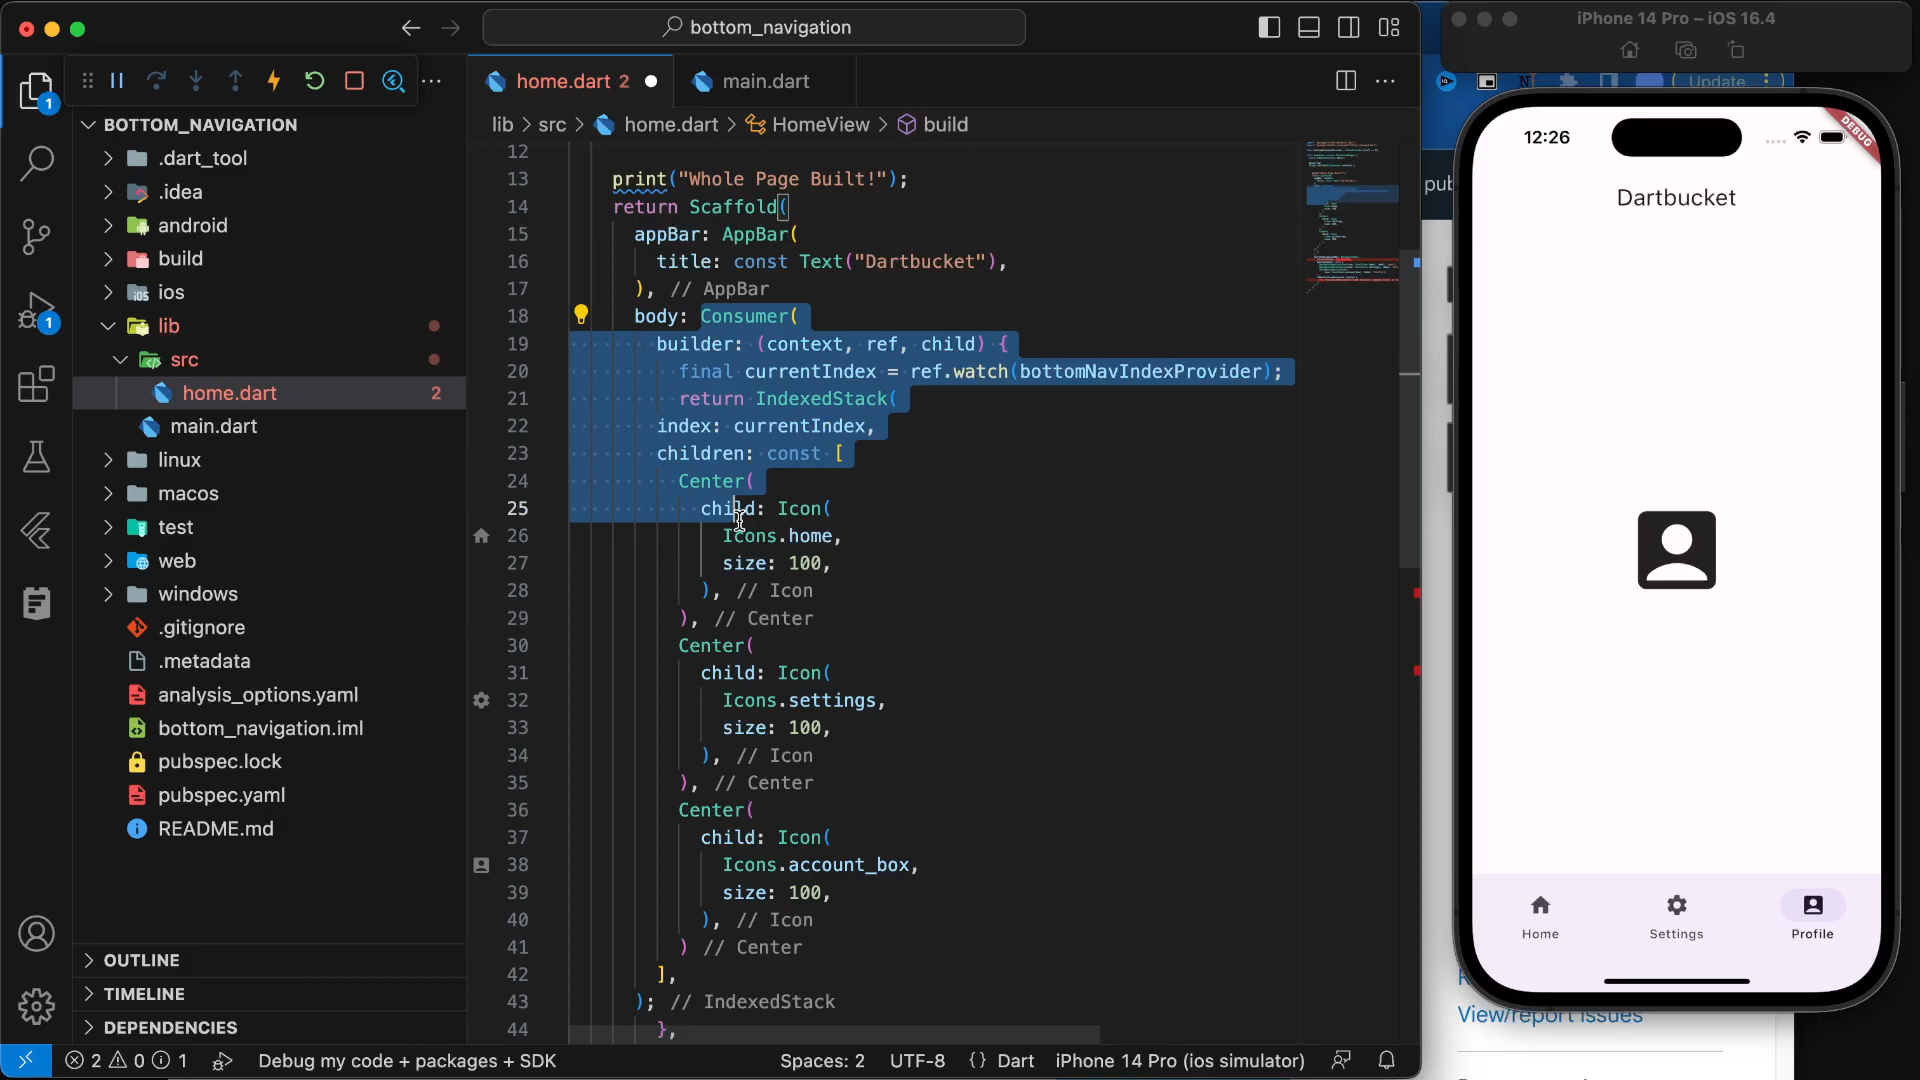 bottom_navigation
iPhone 14 Pro – iOS 16.4
Update
1
1
BOTTOM_NAVIGATION
.dart_tool
.idea
android
build
ios
lib
src
home.dart 2
main.dart
linux
macos
test
web
windows
.gitignore
.metadata
analysis_options.yaml
bottom_navigation.iml
pubspec.lock
pubspec.yaml
README.md
OUTLINE
TIMELINE
DEPENDENCIES
home.dart 2
main.dart
lib > src > home.dart > HomeView > build
12
13 print("Whole Page Built!");
14 return Scaffold(
15 appBar: AppBar(
16 title: const Text("Dartbucket"),
17 ), // AppBar
18 body: Consumer(
19 builder: (context, ref, child) {
20 final currentIndex = ref.watch(bottomNavIndexProvider);
21 return IndexedStack(
22 index: currentIndex,
23 children: const [
24 Center(
25 child: Icon(
26 Icons.home,
27 size: 100,
28 ), // Icon
29 ), // Center
30 Center(
31 child: Icon(
32 Icons.settings,
33 size: 100,
34 ), // Icon
35 ), // Center
36 Center(
37 child: Icon(
38 Icons.account_box,
39 size: 100,
40 ), // Icon
41 ) // Center
42 ],
43 ); // IndexedStack
44 },
2 0 1 Debug my code + packages + SDK Spaces: 2 UTF-8 {} Dart iPhone 14 Pro (ios simulator)
pub
12:26
DEBUG
Dartbucket
Home Settings Profile
View/report issues